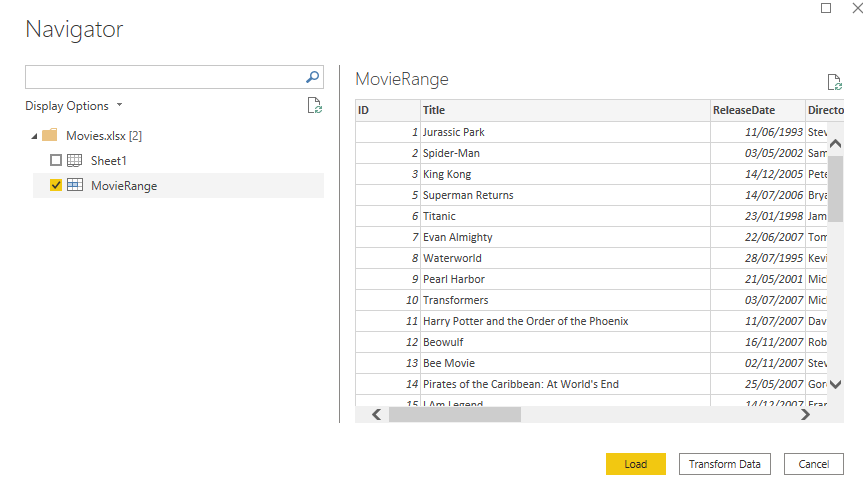 Navigator
Display Options
Movies.xlsx [2]
Sheet1
MovieRange
MovieRange
ID Title ReleaseDate Directo
1 Jurassic Park 11/06/1993 Stev
2 Spider-Man 03/05/2002 Sam
3 King Kong 14/12/2005 Pete
5 Superman Returns 14/07/2006 Brya
6 Titanic 23/01/1998 Jam
7 Evan Almighty 22/06/2007 Tom
8 Waterworld 28/07/1995 Kevi
9 Pearl Harbor 21/05/2001 Mich
10 Transformers 03/07/2007 Mich
11 Harry Potter and the Order of the Phoenix 11/07/2007 Dav
12 Beowulf 16/11/2007 Rob
13 Bee Movie 02/11/2007 Stev
14 Pirates of the Caribbean: At World's End 25/05/2007 Gor
15 I Am Legend 14/12/2007 Fran
Load Transform Data Cancel